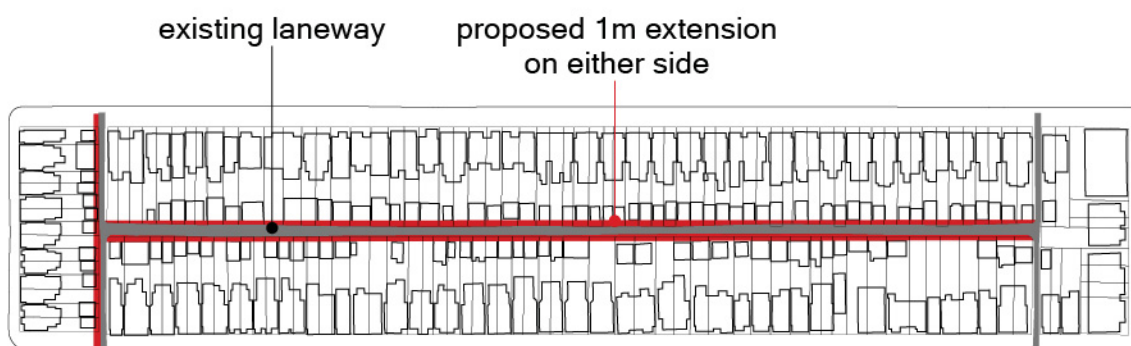 existing laneway
proposed 1m extension
on either side